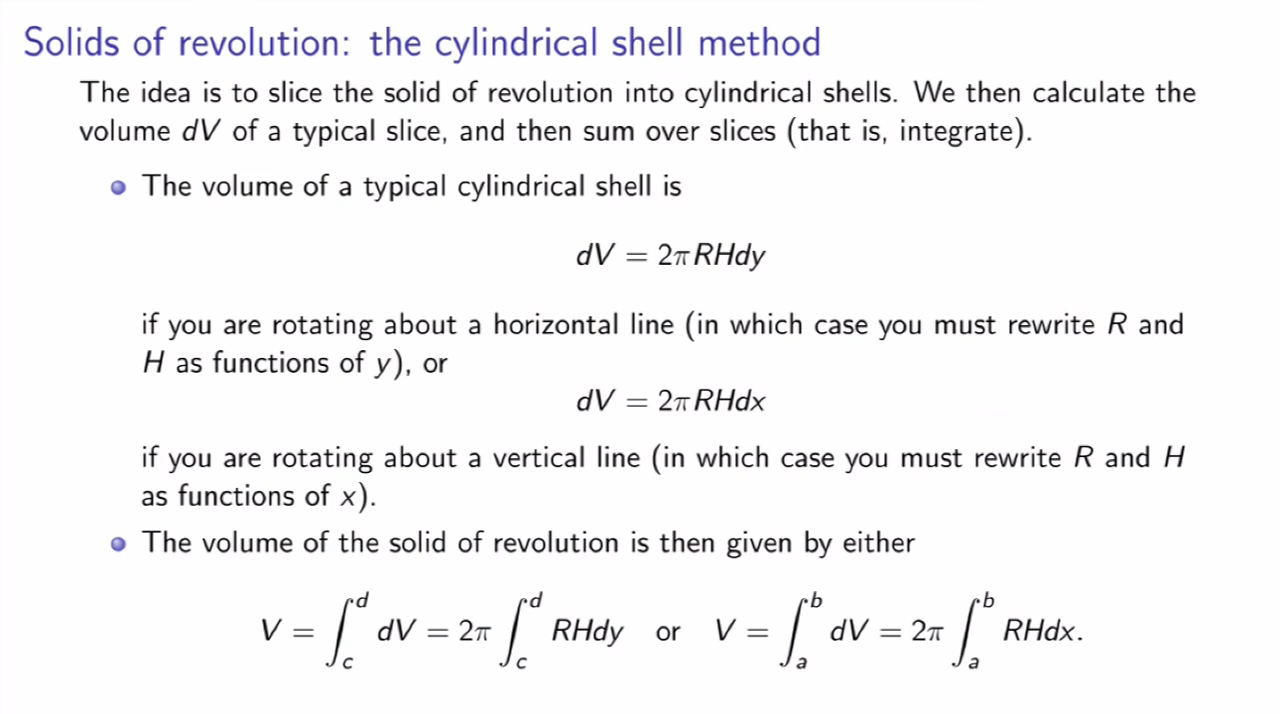 Solids of revolution: the cylindrical shell method
The idea is to slice the solid of revolution into cylindrical shells. We then calculate the
volume dV of a typical slice, and then sum over slices (that is, integrate).
The volume of a typical cylindrical shell is
dV = 2πRHdy
if you are rotating about a horizontal line (in which case you must rewrite R and
H as functions of y), or
dV = 2πRHdx
if you are rotating about a vertical line (in which case you must rewrite R and H
as functions of x).
The volume of the solid of revolution is then given by either
V = ∫_c^d dV = 2π ∫_c^d RHdy or V = ∫_a^b dV = 2π ∫_a^b RHdx.